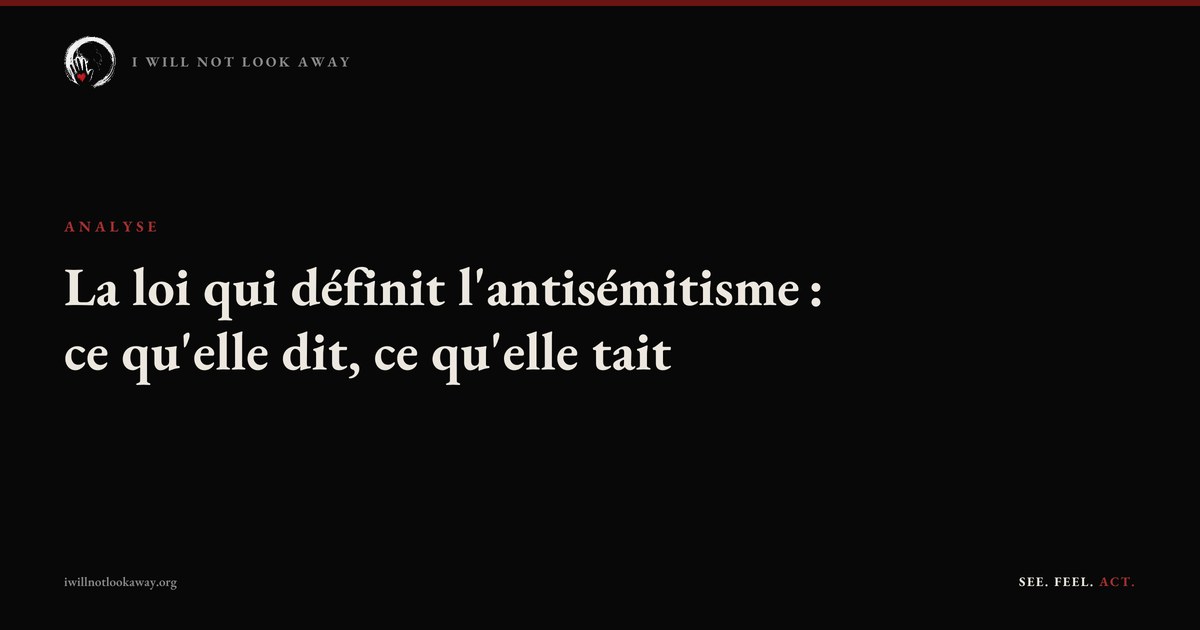 I WILL NOT LOOK AWAY
ANALYSE
La loi qui définit l'antisémitisme :
ce qu'elle dit, ce qu'elle tait
iwillnotlookaway.org
SEE. FEEL. ACT.